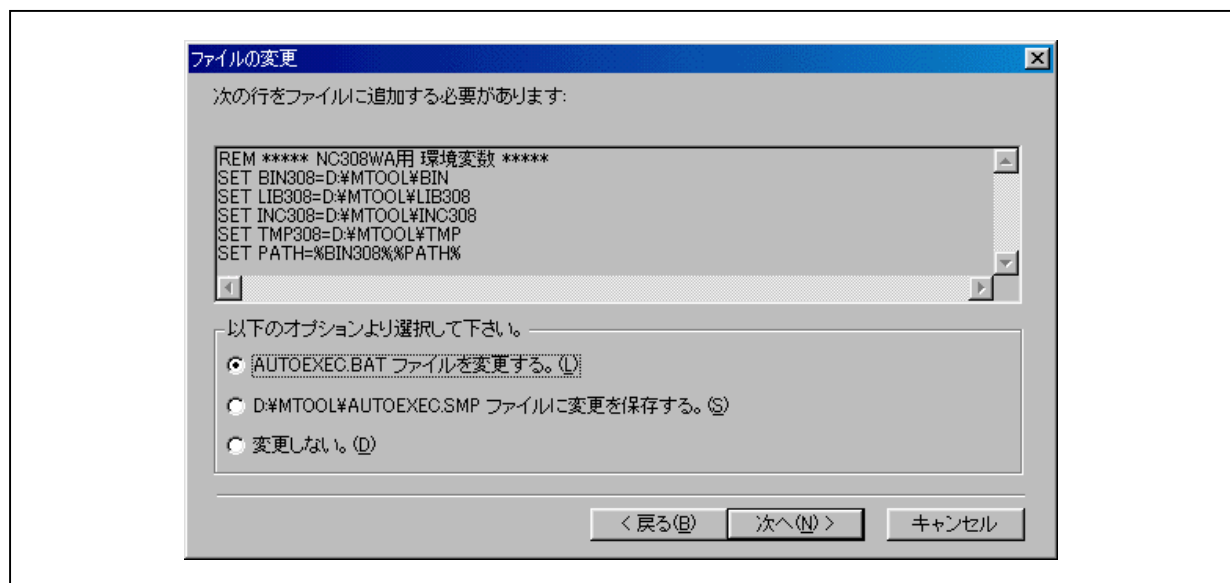 ファイルの変更
次の行をファイルに追加する必要があります:
REM ***** NC308WA用 環境変数 *****
SET BIN308=D:¥MTOOL¥BIN
SET LIB308=D:¥MTOOL¥LIB308
SET INC308=D:¥MTOOL¥INC308
SET TMP308=D:¥MTOOL¥TMP
SET PATH=%BIN308%;%PATH%
以下のオプションより選択して下さい。
AUTOEXEC.BAT ファイルを変更する。(L)
D:¥MTOOL¥AUTOEXEC.SMP ファイルに変更を保存する。(S)
変更しない。(D)
< 戻る(B)
次へ(N) >
キャンセル